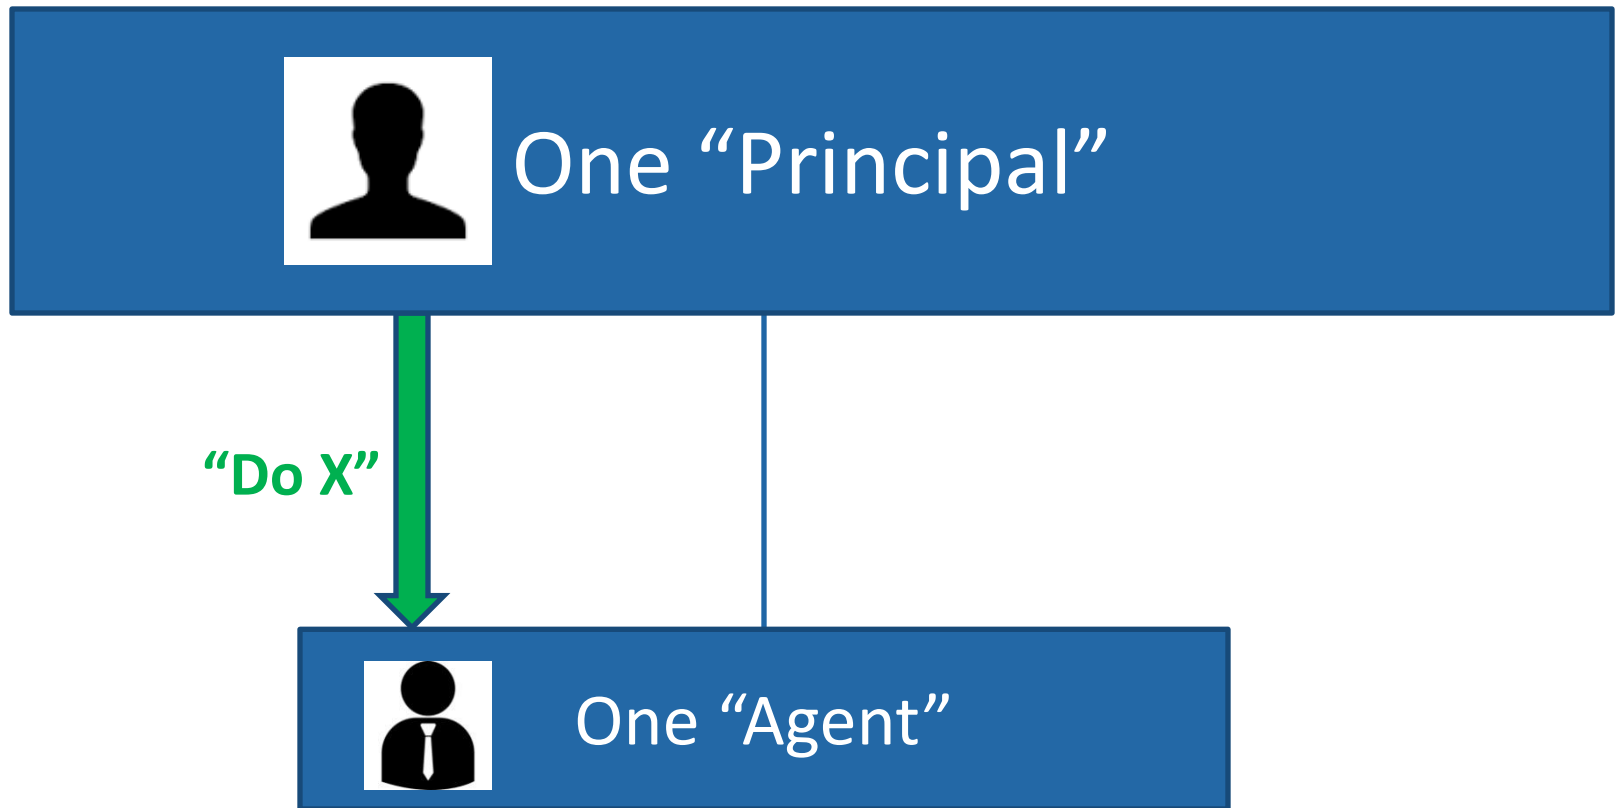 One “Principal”
“Do X”
One “Agent”